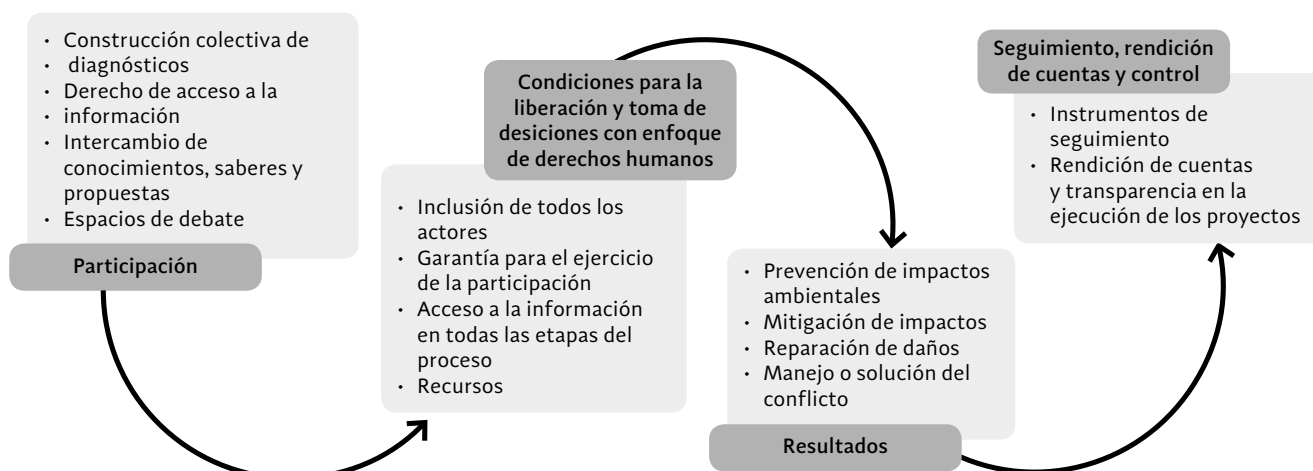 · Construcción colectiva de
· diagnósticos
· Derecho de acceso a la
· información
· Intercambio de
conocimientos, saberes y
propuestas
· Espacios de debate
Participación
Condiciones para la
liberación y toma de
desiciones con enfoque
de derechos humanos
· Inclusión de todos los
actores
· Garantía para el ejercicio
de la participación
· Acceso a la información
en todas las etapas del
proceso
· Recursos
· Prevención de impactos
ambientales
· Mitigación de impactos
· Reparación de daños
· Manejo o solución del
conflicto
Resultados
Seguimiento, rendición
de cuentas y control
· Instrumentos de
seguimiento
· Rendición de cuentas
y transparencia en la
ejecución de los proyectos